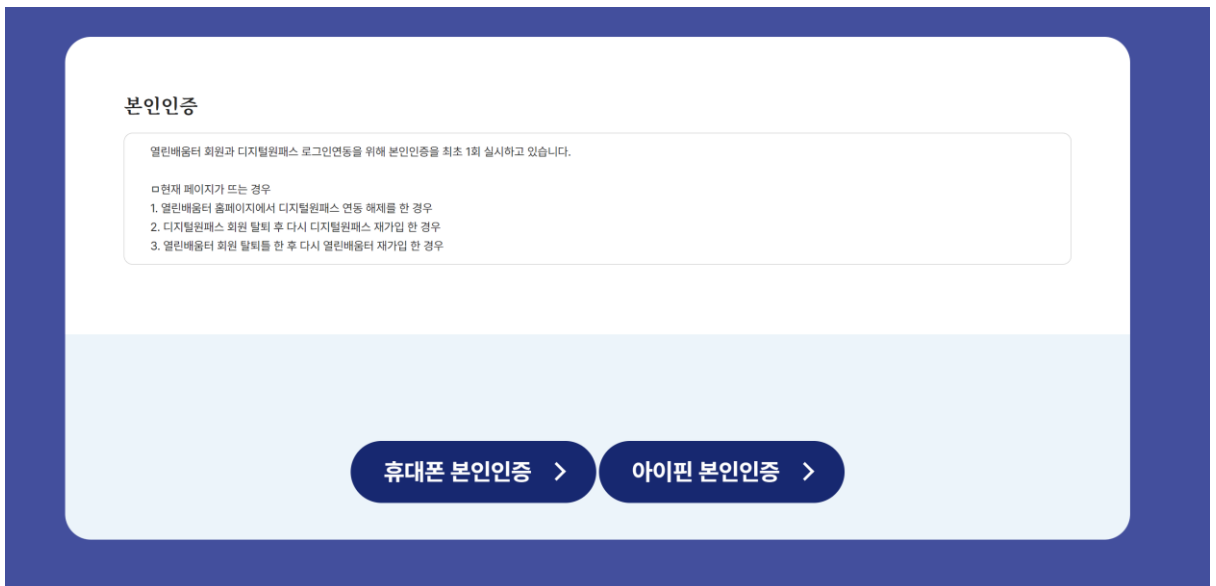 본인인증
열린배움터 회원과 디지털원패스 로그인연동을 위해 본인인증을 최초 1회 실시하고 있습니다.
ㅁ현재 페이지가 뜨는 경우
1. 열린배움터 홈페이지에서 디지털원패스 연동 해제를 한 경우
2. 디지털원패스 회원 탈퇴 후 다시 디지털원패스 재가입 한 경우
3. 열린배움터 회원 탈퇴틀 한 후 다시 열린배움터 재가입 한 경우
휴대폰 본인인증 >
아이핀 본인인증 >